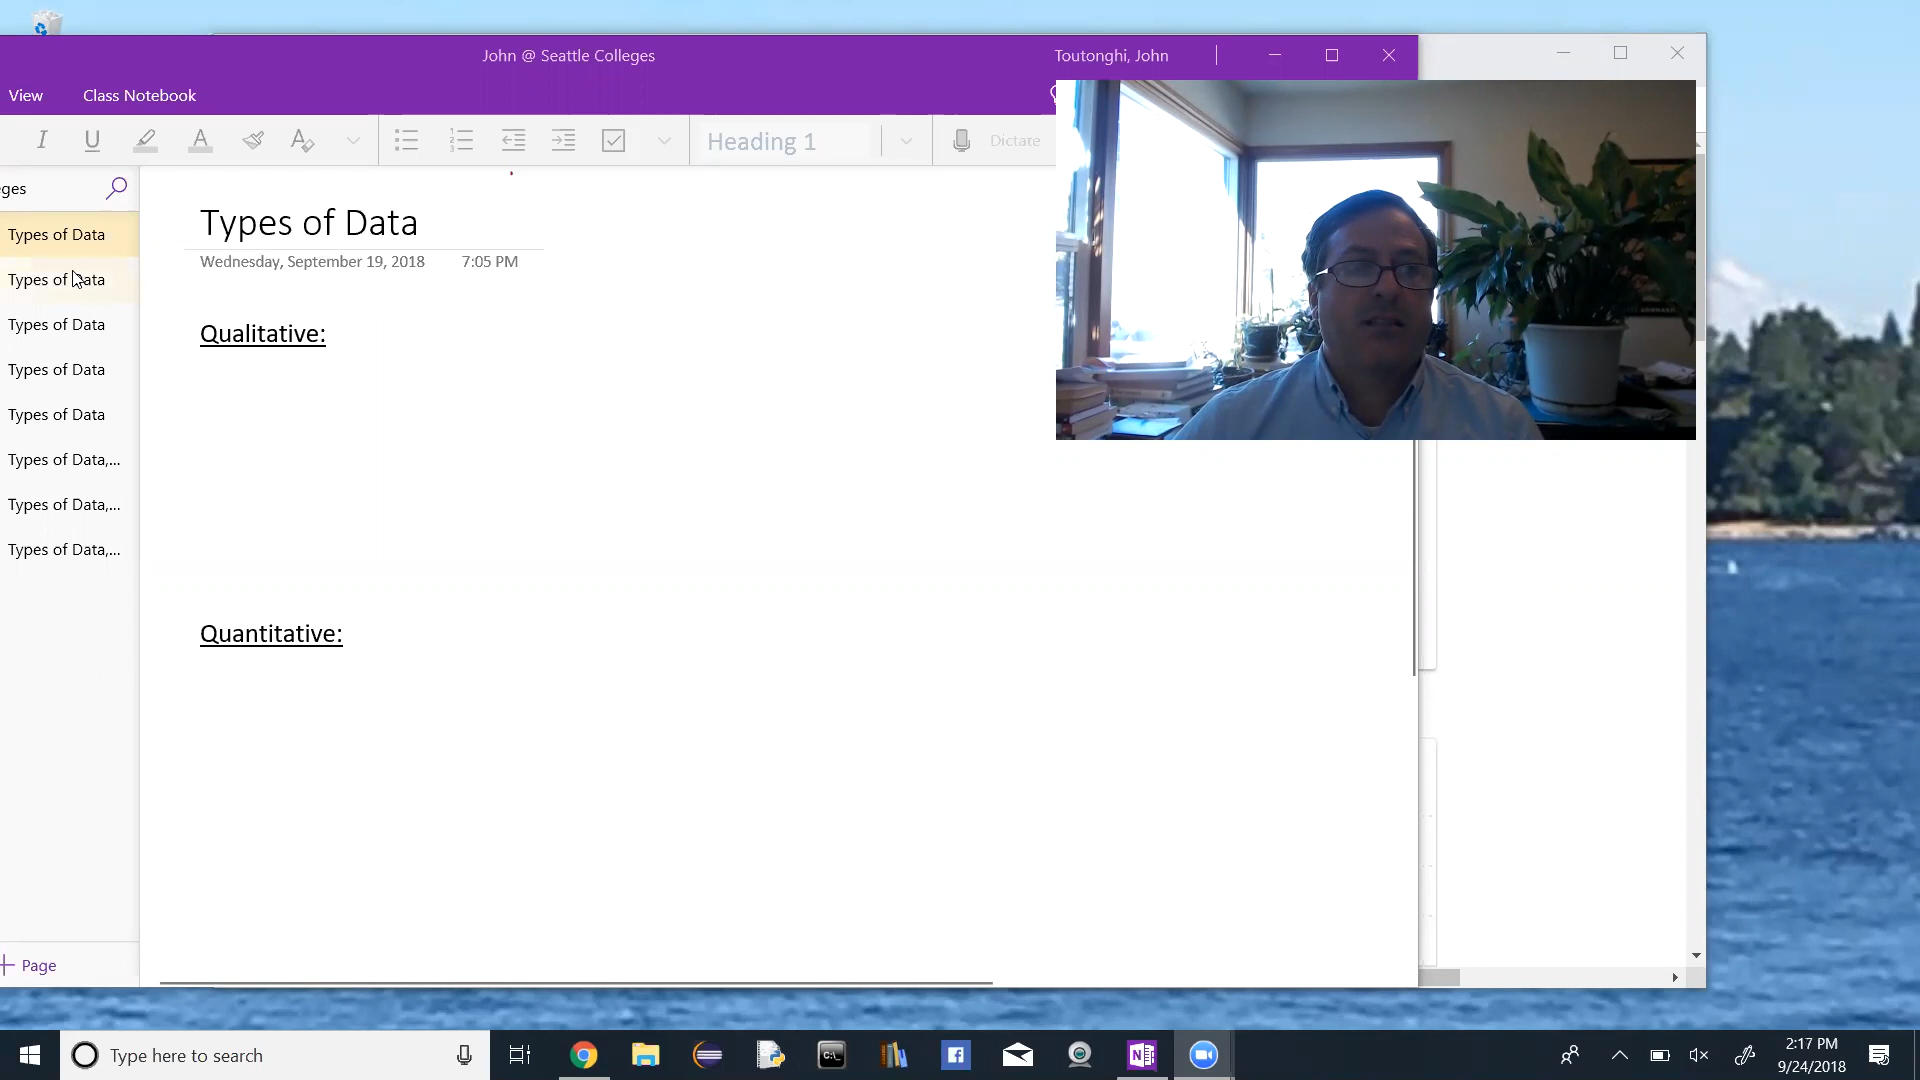 John @ Seattle Colleges
Toutonghi, John
View
Class Notebook
I U A A
Heading 1
Dictate
ges
Types of Data
Types of Data
Types of Data
Types of Data
Types of Data
Types of Data,...
Types of Data,...
Types of Data,...
Page
Types of Data
Wednesday, September 19, 2018 7:05 PM
Qualitative:
Quantitative:
Type here to search
2:17 PM
9/24/2018